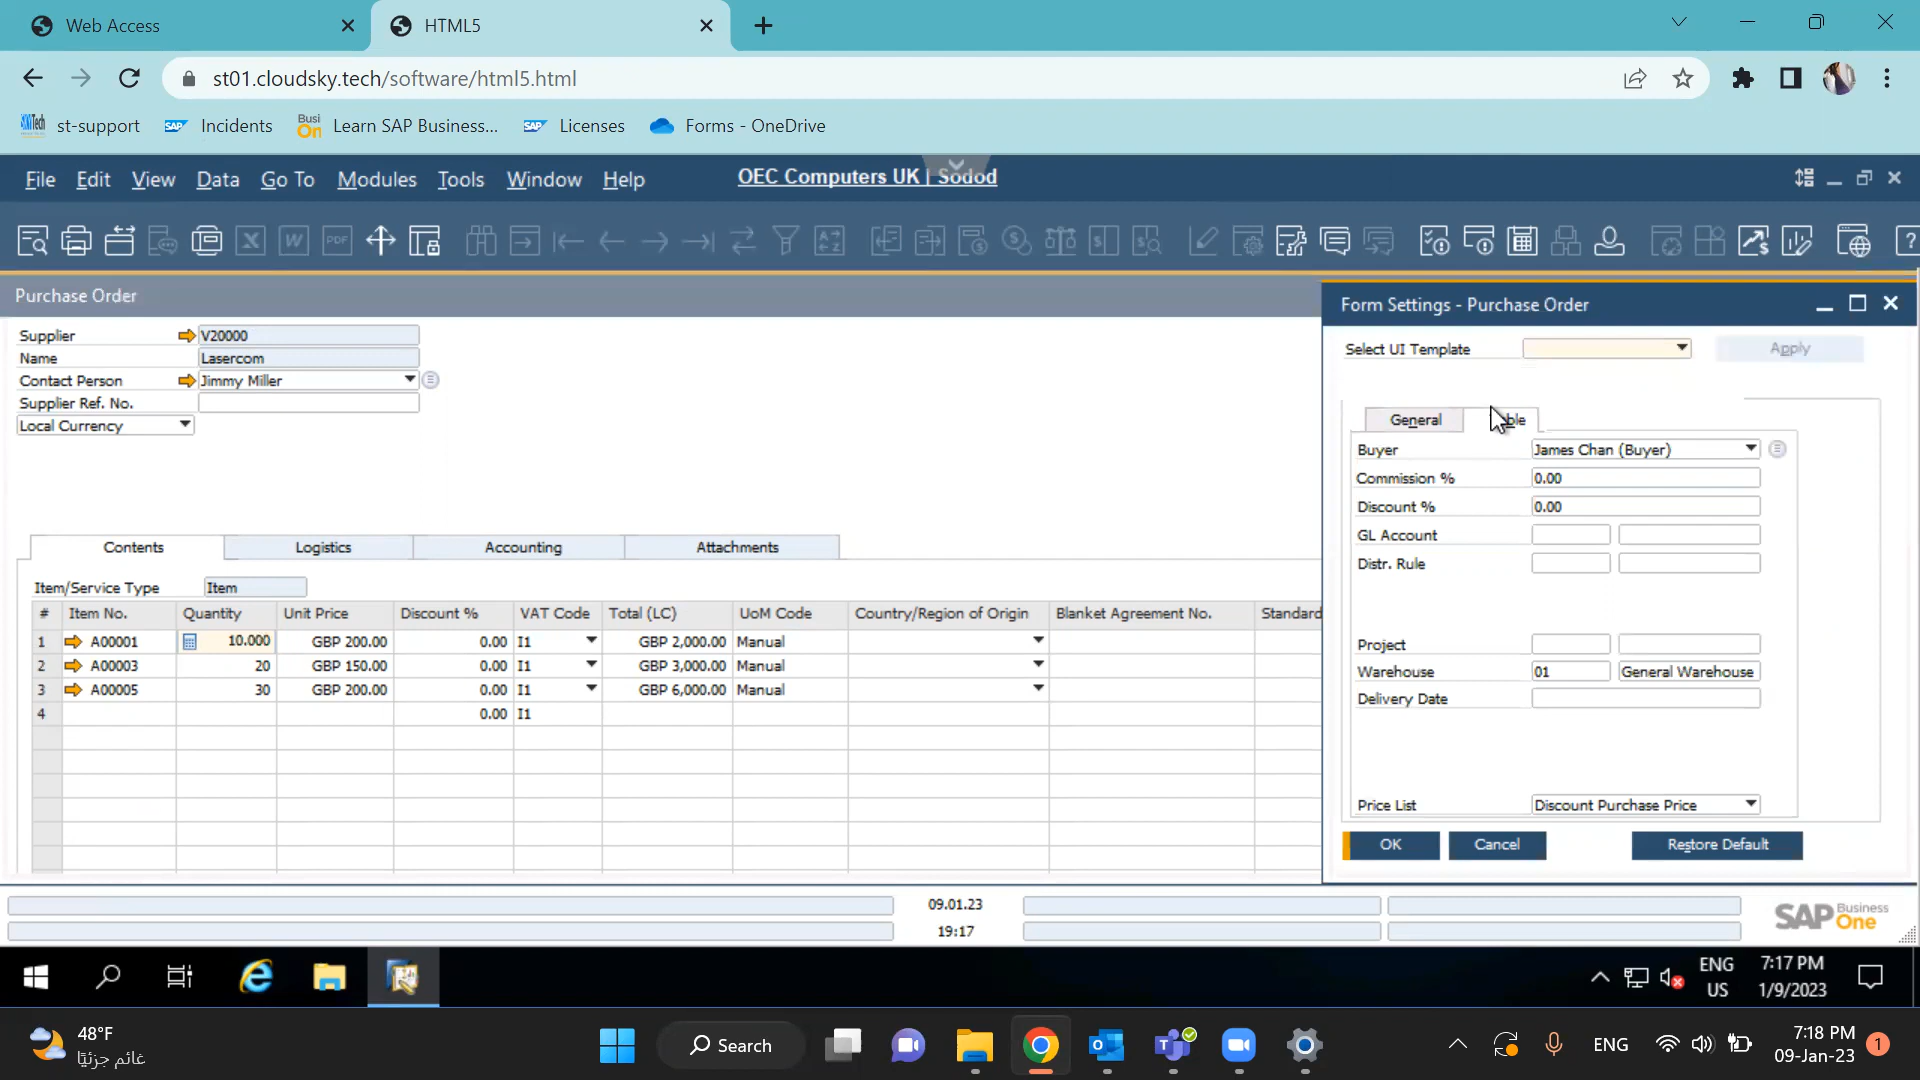 Web Access
HTML5
st01.cloudsky.tech/software/html5.html
st-support
Incidents
Learn SAP Business...
Licenses
Forms - OneDrive
File Edit View Data Go To Modules Tools Window Help
OEC Computers UK | Sodod
Purchase Order
Supplier V20000
Name Lasercom
Contact Person Jimmy Miller
Supplier Ref. No.
Local Currency
Contents Logistics Accounting Attachments
Item/Service Type Item
# Item No. Quantity Unit Price Discount % VAT Code Total (LC) UoM Code Country/Region of Origin Blanket Agreement No. Standard
1 A00001 10.000 GBP 200.00 0.00 I1 GBP 2,000.00 Manual
2 A00003 20 GBP 150.00 0.00 I1 GBP 3,000.00 Manual
3 A00005 30 GBP 200.00 0.00 I1 GBP 6,000.00 Manual
4 0.00 I1
Form Settings - Purchase Order
Select UI Template Apply
General
Buyer James Chan (Buyer)
Commission % 0.00
Discount % 0.00
GL Account
Distr. Rule
Project
Warehouse 01 General Warehouse
Delivery Date
Price List Discount Purchase Price
OK Cancel Restore Default
09.01.23
19:17
SAP Business One
ENG
US
7:17 PM
1/9/2023
48°F
غائم جزئيًا
Search
ENG
7:18 PM
09-Jan-23
1